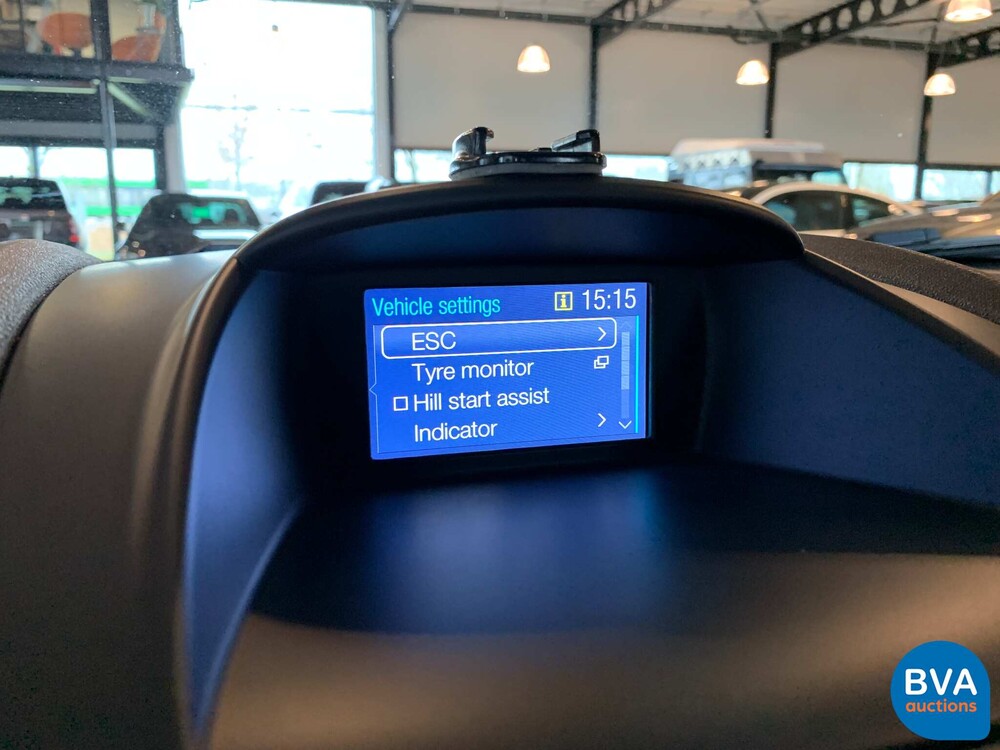 Vehicle settings 15:15
ESC
Tyre monitor
Hill start assist
Indicator
BVA
auctions